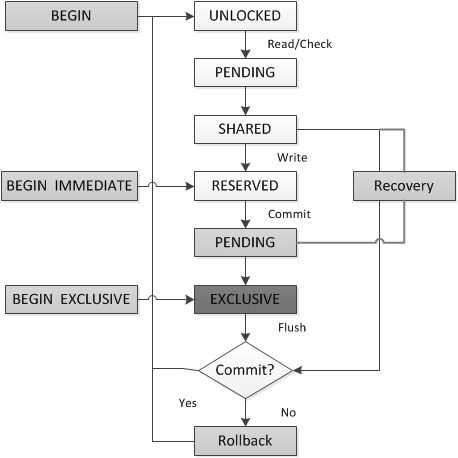 BEGIN
UNLOCKED
Read/Check
PENDING
SHARED
Write
BEGIN IMMEDIATE
RESERVED
Recovery
Commit
PENDING
BEGIN EXCLUSIVE
EXCLUSIVE
Flush
Commit?
Yes
No
Rollback